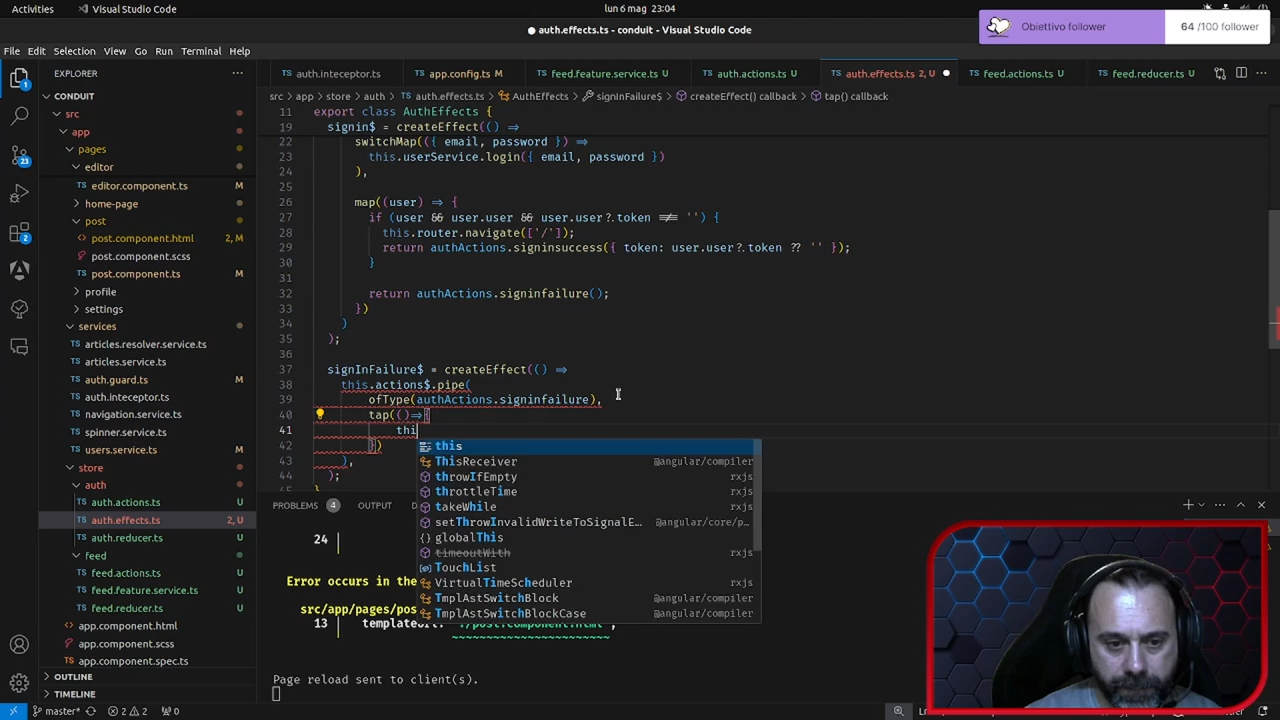 Activities
Visual Studio Code
lun 6 mag 23:04
Obiettivo follower
64 /100 follower
auth.effects.ts - conduit - Visual Studio Code
File Edit Selection View Go Run Terminal Help
EXPLORER
auth.inteceptor.ts
app.config.ts M
feed.feature.service.ts U
auth.actions.ts U
auth.effects.ts 2, U
feed.actions.ts U
feed.reducer.ts U
src > app > store > auth > auth.effects.ts > AuthEffects > signInFailure$ > createEffect() callback > tap() callback
CONDUIT
src
app
pages
editor
editor.component.ts M
home-page
post
post.component.html 2, M
post.component.scss
post.component.ts M
profile
settings
services
articles.resolver.service.ts
articles.service.ts
auth.guard.ts
auth.inteceptor.ts
navigation.service.ts
spinner.service.ts
users.service.ts
store
auth
auth.actions.ts U
auth.effects.ts 2, U
auth.reducer.ts U
feed
feed.actions.ts U
feed.feature.service.ts U
feed.reducer.ts U
app.component.html
app.component.scss
app.component.spec.ts
OUTLINE
TIMELINE
11 export class AuthEffects {
19 signin$ = createEffect(() =>
22 switchMap(({ email, password }) =>
23 this.userService.login({ email, password })
24 ),
25
26 map((user) => {
27 if (user && user.user && user.user?.token !== '') {
28 this.router.navigate(['/']);
29 return authActions.signinsuccess({ token: user.user?.token ?? '' });
30 }
31
32 return authActions.signinfailure();
33 })
34 )
35 );
36
37 signInFailure$ = createEffect(() =>
38 this.actions$.pipe(
39 ofType(authActions.signinfailure),
40 tap(()=>{
41 thi
42 })
43 ),
44 );
this
ThisReceiver @angular/compiler
throwIfEmpty rxjs
throttleTime rxjs
takeWhile rxjs
setThrowInvalidWriteToSignalE… @angular/core/p…
globalThis
timeoutWith rxjs
TouchList
VirtualTimeScheduler rxjs
TmplAstSwitchBlock @angular/compiler
TmplAstSwitchBlockCase @angular/compiler
PROBLEMS 4 OUTPUT
24 |
Error occurs in the
src/app/pages/pos
13 |
~~~~~~~~~~~~~~~~~~~~~~~
Page reload sent to client(s).
master* 2 2 0